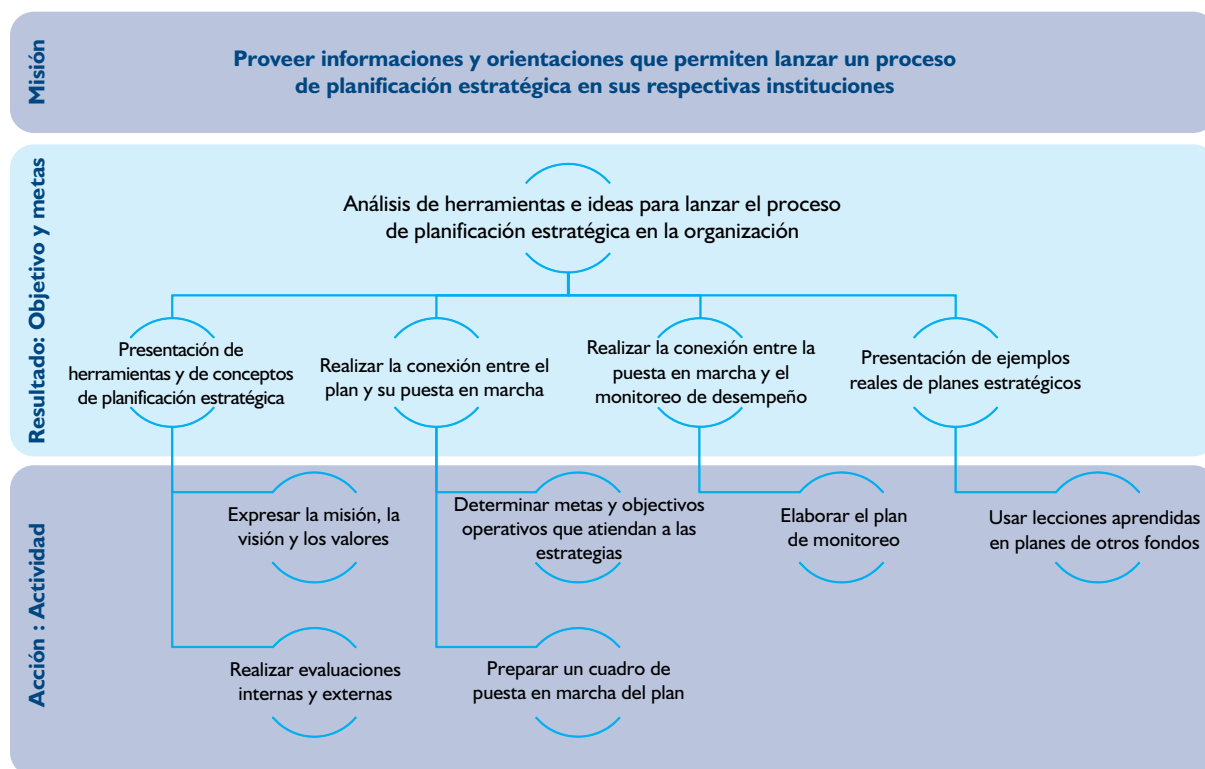 Misión
Proveer informaciones y orientaciones que permiten lanzar un proceso
de planificación estratégica en sus respectivas instituciones
Resultado: Objetivo y metas
Análisis de herramientas e ideas para lanzar el proceso
de planificación estratégica en la organización
Presentación de
herramientas y de conceptos
de planificación estratégica
Realizar la conexión entre el
plan y su puesta en marcha
Realizar la conexión entre la
puesta en marcha y el
monitoreo de desempeño
Presentación de ejemplos
reales de planes estratégicos
Acción : Actividad
Expresar la misión, la
visión y los valores
Determinar metas y objectivos
operativos que atiendan a las
estrategias
Elaborar el plan
de monitoreo
Usar lecciones aprendidas
en planes de otros fondos
Realizar evaluaciones
internas y externas
Preparar un cuadro de
puesta en marcha del plan